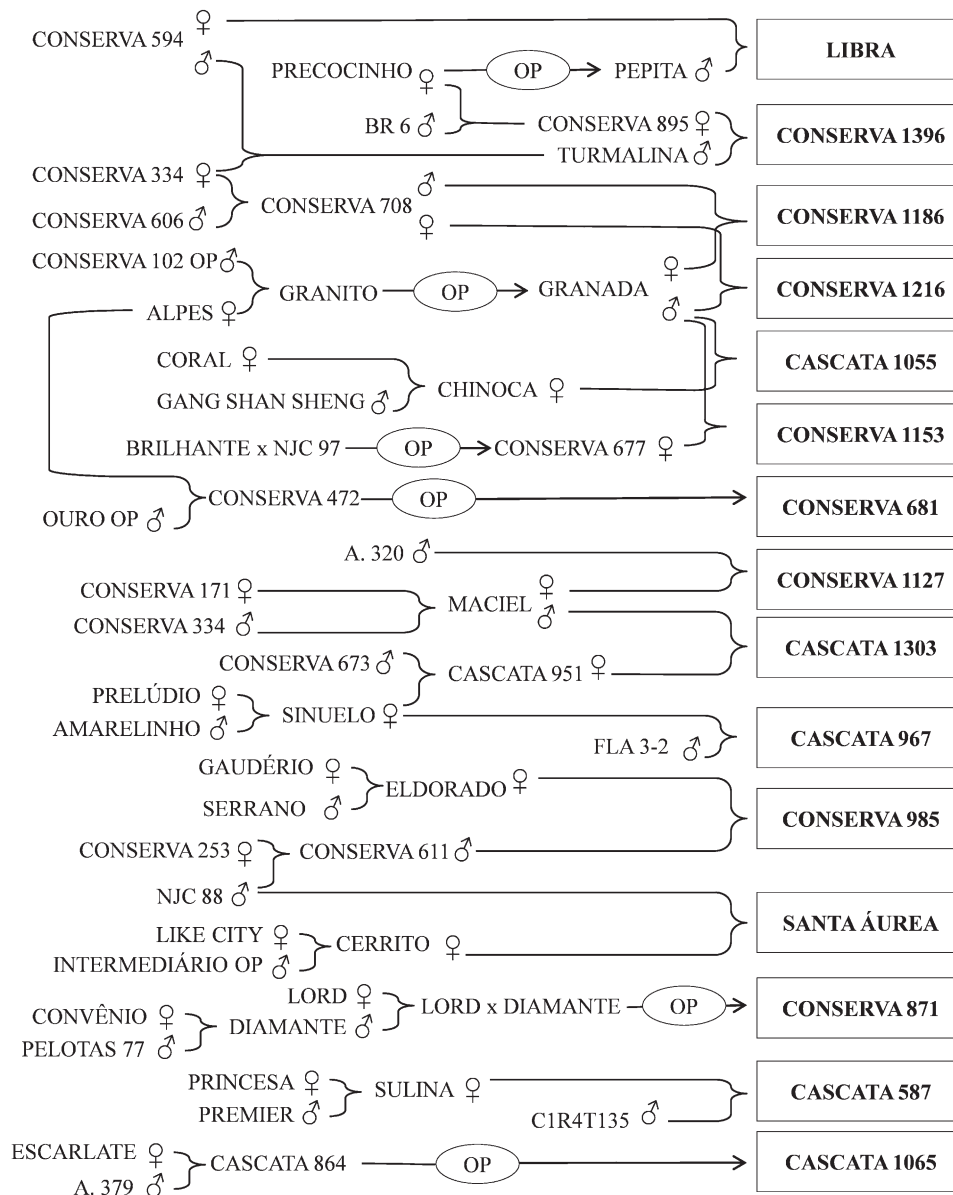 CONSERVA 594 ♀
♂
LIBRA
PRECOCINHO ♀
OP
PEPITA ♂
BR 6 ♂
CONSERVA 895 ♀
CONSERVA 1396
TURMALINA ♂
CONSERVA 334 ♀
CONSERVA 606 ♂
CONSERVA 708 ♂
♀
CONSERVA 1186
CONSERVA 102 OP ♂
ALPES ♀
GRANITO
OP
GRANADA ♀
♂
CONSERVA 1216
CORAL ♀
GANG SHAN SHENG ♂
CHINOCA ♀
CASCATA 1055
BRILHANTE x NJC 97
OP
CONSERVA 677 ♀
CONSERVA 1153
OURO OP ♂
CONSERVA 472
OP
CONSERVA 681
A. 320 ♂
CONSERVA 1127
CONSERVA 171 ♀
CONSERVA 334 ♂
MACIEL ♀
♂
CASCATA 1303
CONSERVA 673 ♂
CASCATA 951 ♀
PRELÚDIO ♀
AMARELINHO ♂
SINUELO ♀
FLA 3-2 ♂
CASCATA 967
GAUDÉRIO ♀
SERRANO ♂
ELDORADO ♀
CONSERVA 985
CONSERVA 253 ♀
CONSERVA 611 ♂
NJC 88 ♂
SANTA ÁUREA
LIKE CITY ♀
INTERMEDIÁRIO OP ♂
CERRITO ♀
LORD ♀
DIAMANTE ♂
LORD x DIAMANTE
OP
CONSERVA 871
CONVÊNIO ♀
PELOTAS 77 ♂
PRINCESA ♀
PREMIER ♂
SULINA ♀
C1R4T135 ♂
CASCATA 587
ESCARLATE ♀
A. 379 ♂
CASCATA 864
OP
CASCATA 1065